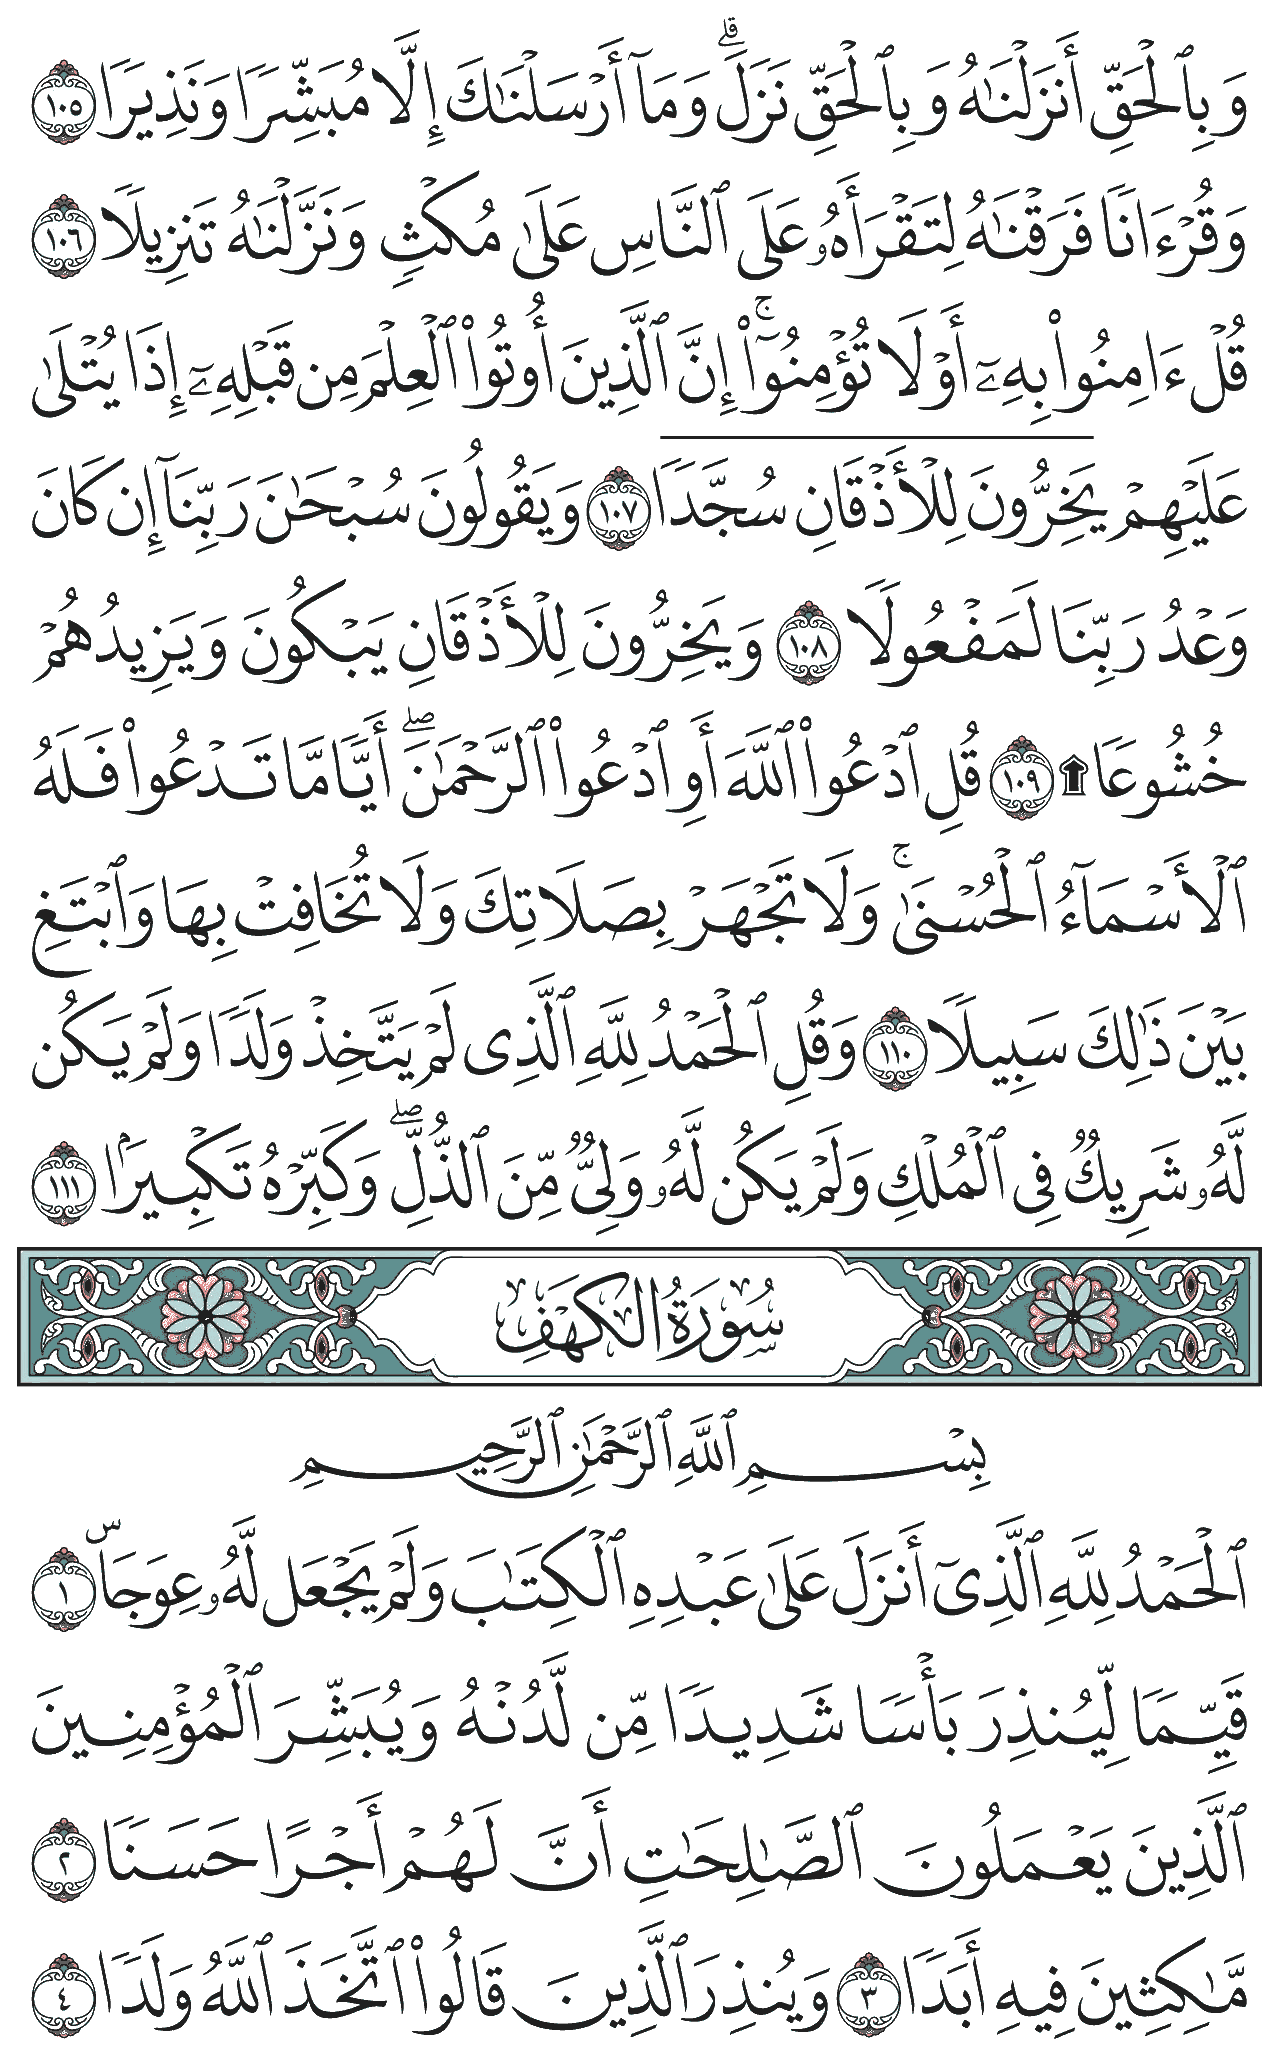 وَبِٱلْحَقِّ أَنزَلْنَٰهُ وَبِٱلْحَقِّ نَزَلَ ۗ وَمَآ أَرْسَلْنَٰكَ إِلَّا مُبَشِّرًا وَنَذِيرًا ١٠٥
وَقُرْءَانًا فَرَقْنَٰهُ لِتَقْرَأَهُۥ عَلَى ٱلنَّاسِ عَلَىٰ مُكْثٍ وَنَزَّلْنَٰهُ تَنزِيلًا ١٠٦
قُلْ ءَامِنُوا۟ بِهِۦٓ أَوْ لَا تُؤْمِنُوٓا۟ ۚ إِنَّ ٱلَّذِينَ أُوتُوا۟ ٱلْعِلْمَ مِن قَبْلِهِۦٓ إِذَا يُتْلَىٰ
عَلَيْهِمْ يَخِرُّونَ لِلْأَذْقَانِ سُجَّدًا ١٠٧ وَيَقُولُونَ سُبْحَٰنَ رَبِّنَآ إِن كَانَ
وَعْدُ رَبِّنَا لَمَفْعُولًا ١٠٨ وَيَخِرُّونَ لِلْأَذْقَانِ يَبْكُونَ وَيَزِيدُهُمْ
خُشُوعًا ١٠٩ قُلِ ٱدْعُوا۟ ٱللَّهَ أَوِ ٱدْعُوا۟ ٱلرَّحْمَٰنَ ۖ أَيًّا مَّا تَدْعُوا۟ فَلَهُ
ٱلْأَسْمَآءُ ٱلْحُسْنَىٰ ۚ وَلَا تَجْهَرْ بِصَلَاتِكَ وَلَا تُخَافِتْ بِهَا وَٱبْتَغِ
بَيْنَ ذَٰلِكَ سَبِيلًا ١١٠ وَقُلِ ٱلْحَمْدُ لِلَّهِ ٱلَّذِى لَمْ يَتَّخِذْ وَلَدًا وَلَمْ يَكُن
لَّهُۥ شَرِيكٌ فِى ٱلْمُلْكِ وَلَمْ يَكُن لَّهُۥ وَلِىٌّ مِّنَ ٱلذُّلِّ ۖ وَكَبِّرْهُ تَكْبِيرًۢا ١١١
سُورَةُ الكَهْفِ
بِسْمِ ٱللَّهِ ٱلرَّحْمَٰنِ ٱلرَّحِيمِ
ٱلْحَمْدُ لِلَّهِ ٱلَّذِىٓ أَنزَلَ عَلَىٰ عَبْدِهِ ٱلْكِتَٰبَ وَلَمْ يَجْعَل لَّهُۥ عِوَجَاۜ ١
قَيِّمًا لِّيُنذِرَ بَأْسًا شَدِيدًا مِّن لَّدُنْهُ وَيُبَشِّرَ ٱلْمُؤْمِنِينَ
ٱلَّذِينَ يَعْمَلُونَ ٱلصَّٰلِحَٰتِ أَنَّ لَهُمْ أَجْرًا حَسَنًا ٢
مَّٰكِثِينَ فِيهِ أَبَدًا ٣ وَيُنذِرَ ٱلَّذِينَ قَالُوا۟ ٱتَّخَذَ ٱللَّهُ وَلَدًا ٤